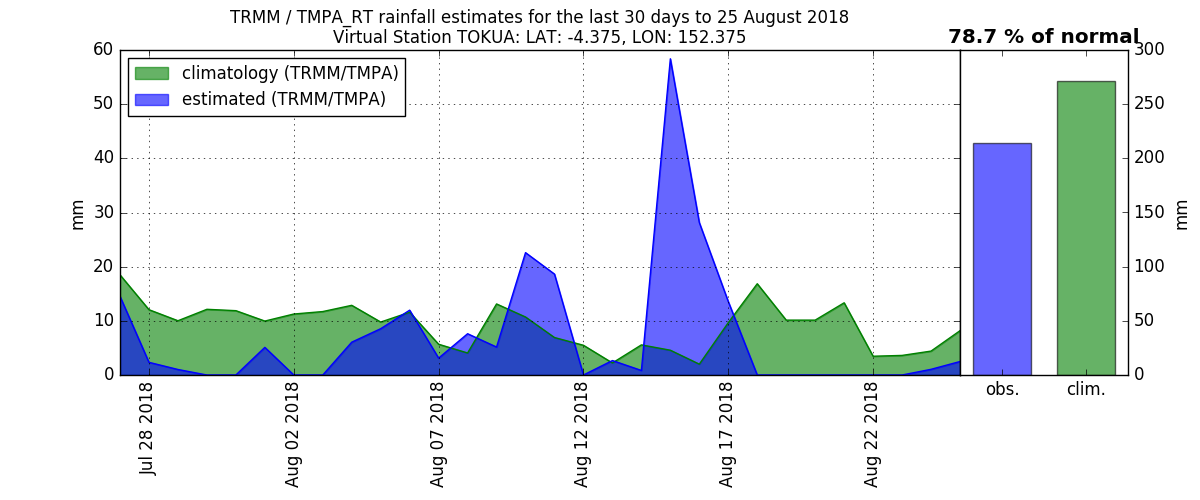 TRMM / TMPA_RT rainfall estimates for the last 30 days to 25 August 2018
Virtual Station TOKUA: LAT: -4.375, LON: 152.375
78.7 % of normal
climatology (TRMM/TMPA)
estimated (TRMM/TMPA)
60
50
40
30
20
10
0
mm
Jul 28 2018
Aug 02 2018
Aug 07 2018
Aug 12 2018
Aug 17 2018
Aug 22 2018
obs.
clim.
300
250
200
150
100
50
0
mm